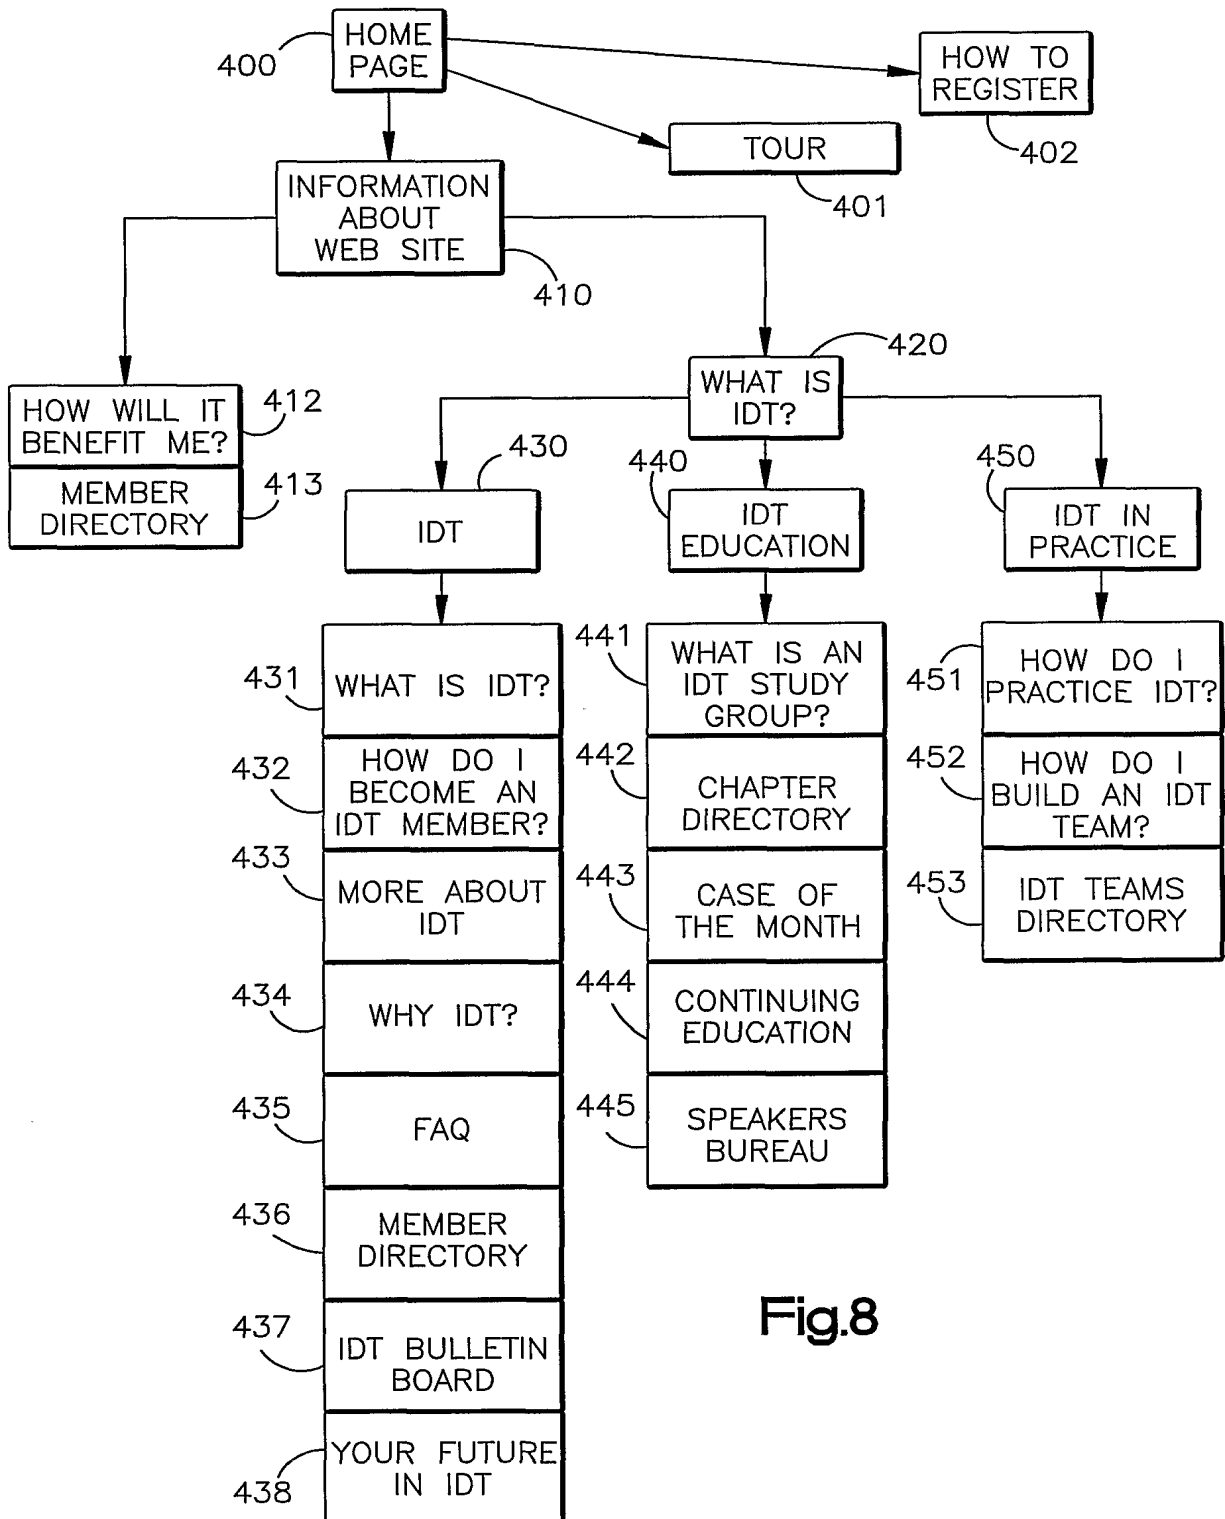 HOME
PAGE
400
HOW TO
REGISTER
402
TOUR
401
INFORMATION
ABOUT
WEB SITE
410
420
WHAT IS
IDT?
HOW WILL IT
BENEFIT ME?
412
MEMBER
DIRECTORY
413
430
IDT
440
IDT
EDUCATION
450
IDT IN
PRACTICE
431
WHAT IS IDT?
432
HOW DO I
BECOME AN
IDT MEMBER?
433
MORE ABOUT
IDT
434
WHY IDT?
435
FAQ
436
MEMBER
DIRECTORY
437
IDT BULLETIN
BOARD
438
YOUR FUTURE
IN IDT
441
WHAT IS AN
IDT STUDY
GROUP?
442
CHAPTER
DIRECTORY
443
CASE OF
THE MONTH
444
CONTINUING
EDUCATION
445
SPEAKERS
BUREAU
451
HOW DO I
PRACTICE IDT?
452
HOW DO I
BUILD AN IDT
TEAM?
453
IDT TEAMS
DIRECTORY
Fig.8